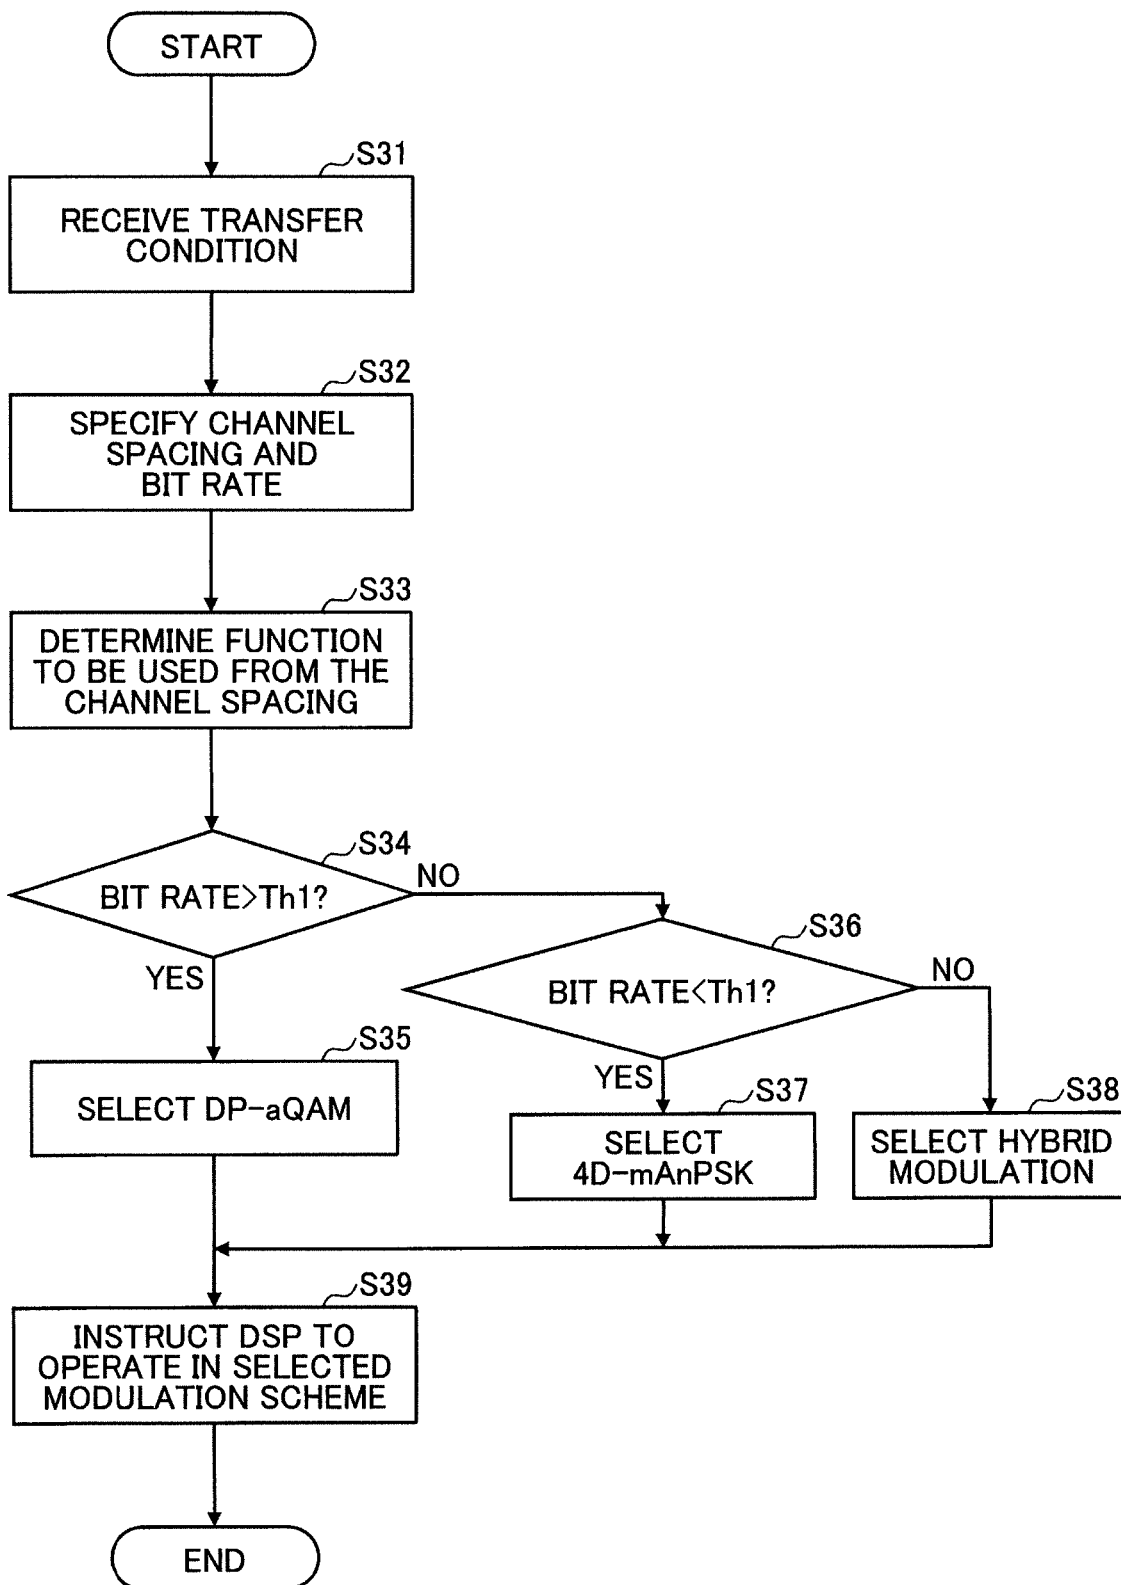 START
S31
RECEIVE TRANSFER
CONDITION
S32
SPECIFY CHANNEL
SPACING AND
BIT RATE
S33
DETERMINE FUNCTION
TO BE USED FROM THE
CHANNEL SPACING
S34
BIT RATE>Th1?
NO
YES
S36
BIT RATE<Th1?
NO
YES
S35
SELECT DP-aQAM
S37
SELECT
4D-mAnPSK
S38
SELECT HYBRID
MODULATION
S39
INSTRUCT DSP TO
OPERATE IN SELECTED
MODULATION SCHEME
END